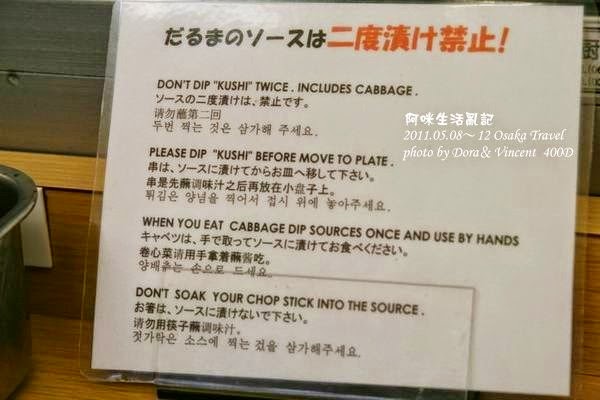 だるまのソースは二度漬け禁止!
DON'T DIP "KUSHI" TWICE . INCLUDES CABBAGE .
ソースの二度漬けは、禁止です。
请勿蘸第二回
두번 찍는 것은 삼가해 주세요.
阿咪生活亂記
2011.05.08~ 12 Osaka Travel
photo by Dora & Vincent 400D
PLEASE DIP "KUSHI" BEFORE MOVE TO PLATE .
串は、ソースに漬けてからお皿へ移して下さい。
串是先蘸调味汁之后再放在小盘子上。
튀김은 양념을 찍어서 접시 위에 놓아주세요.
WHEN YOU EAT CABBAGE DIP SOURCES ONCE AND USE BY HANDS
キャベツは、手で取ってソースに漬けてお食べください。
卷心菜请用手拿着蘸酱吃.
양배츄는 손으로 드세요.
DON'T SOAK YOUR CHOP STICK INTO THE SOURCE .
お箸は、ソースに漬けないで下さい。
请勿用筷子蘸调味汁.
젓가락은 소스에 찍는 것을 삼가해주세요.